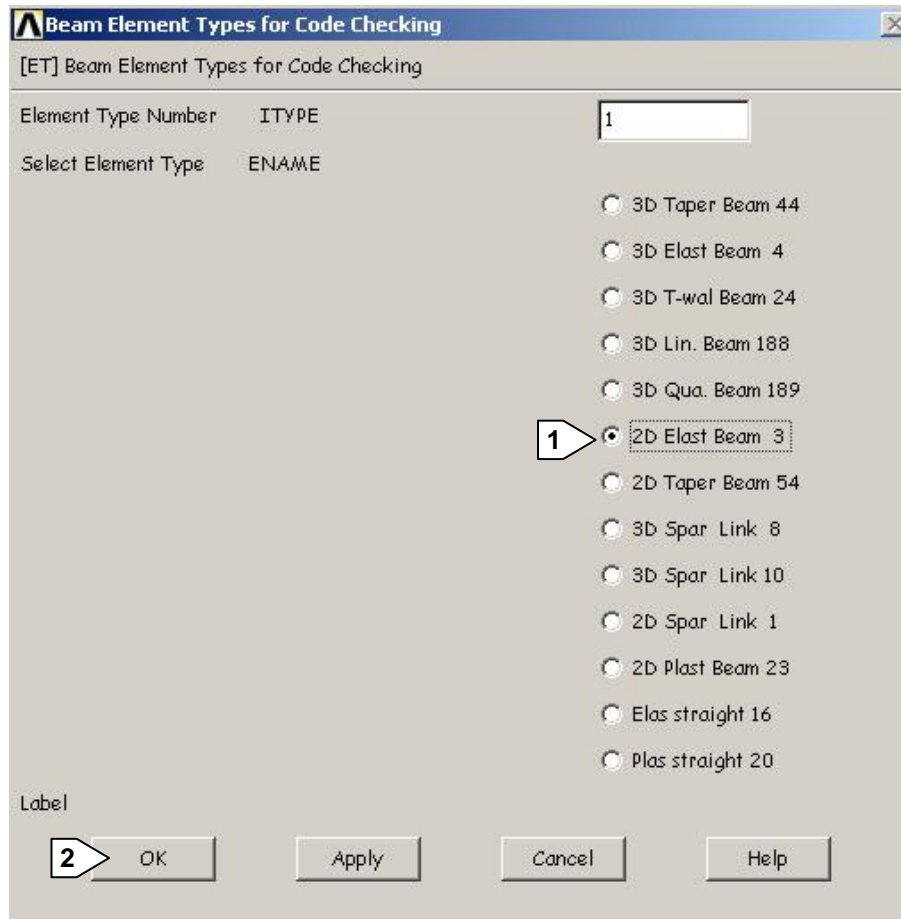 Beam Element Types for Code Checking
[ET] Beam Element Types for Code Checking
Element Type Number ITYPE 1
Select Element Type ENAME
3D Taper Beam 44
3D Elast Beam 4
3D T-wal Beam 24
3D Lin. Beam 188
3D Qua. Beam 189
1 2D Elast Beam 3
2D Taper Beam 54
3D Spar Link 8
3D Spar Link 10
2D Spar Link 1
2D Plast Beam 23
Elas straight 16
Plas straight 20
Label
2 OK Apply Cancel Help